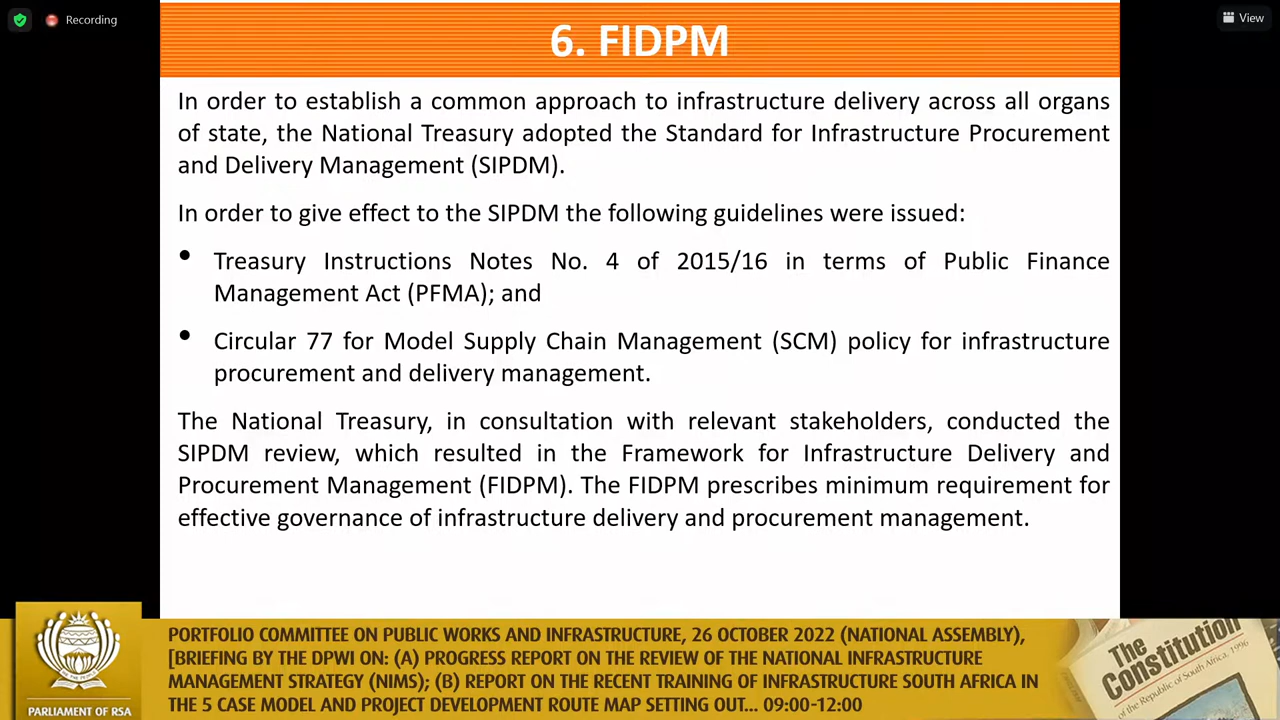 Recording
View
6. FIDPM
In order to establish a common approach to infrastructure delivery across all organs
of state, the National Treasury adopted the Standard for Infrastructure Procurement
and Delivery Management (SIPDM).
In order to give effect to the SIPDM the following guidelines were issued:
• Treasury Instructions Notes No. 4 of 2015/16 in terms of Public Finance
Management Act (PFMA); and
• Circular 77 for Model Supply Chain Management (SCM) policy for infrastructure
procurement and delivery management.
The National Treasury, in consultation with relevant stakeholders, conducted the
SIPDM review, which resulted in the Framework for Infrastructure Delivery and
Procurement Management (FIDPM). The FIDPM prescribes minimum requirement for
effective governance of infrastructure delivery and procurement management.
PORTFOLIO COMMITTEE ON PUBLIC WORKS AND INFRASTRUCTURE, 26 OCTOBER 2022 (NATIONAL ASSEMBLY),
[BRIEFING BY THE DPWI ON: (A) PROGRESS REPORT ON THE REVIEW OF THE NATIONAL INFRASTRUCTURE
MANAGEMENT STRATEGY (NIMS); (B) REPORT ON THE RECENT TRAINING OF INFRASTRUCTURE SOUTH AFRICA IN
THE 5 CASE MODEL AND PROJECT DEVELOPMENT ROUTE MAP SETTING OUT... 09:00-12:00
PARLIAMENT OF RSA
The
Constitution
of the Republic of South Africa, 1996